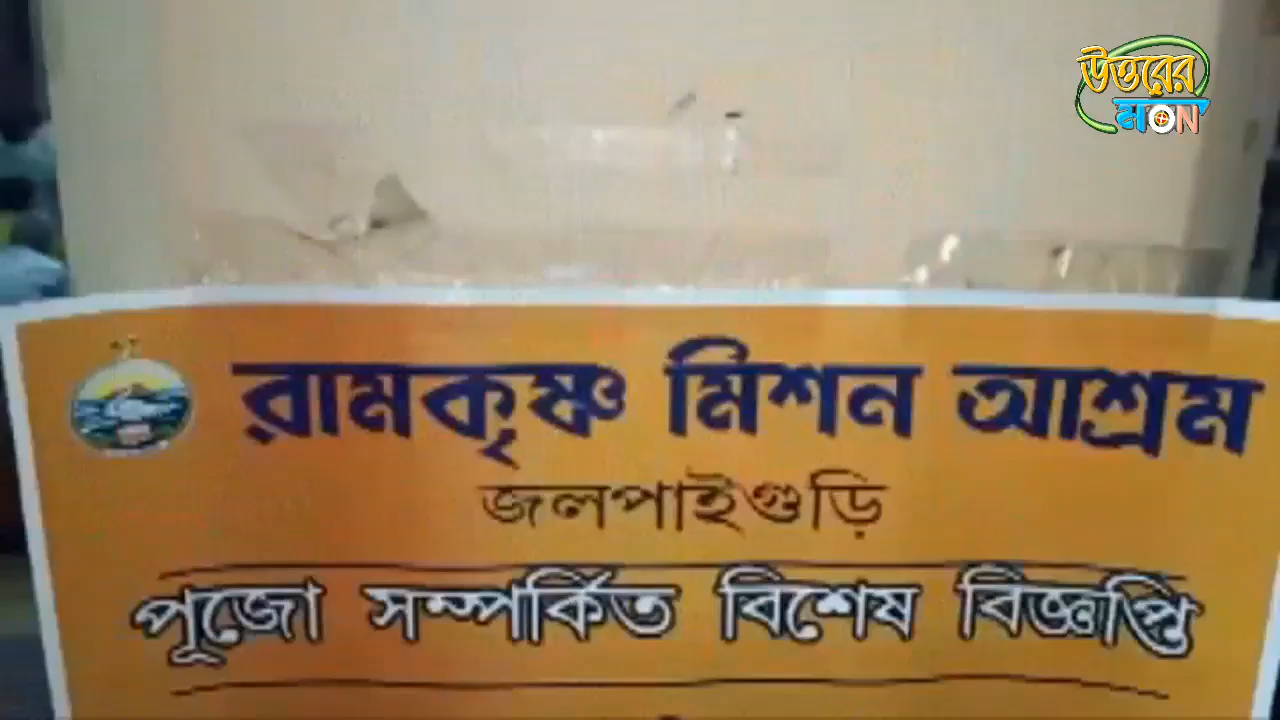 উত্তরের
মন
রামকৃষ্ণ মিশন আশ্রম
জলপাইগুড়ি
পূজো সম্পর্কিত বিশেষ বিজ্ঞপ্তি